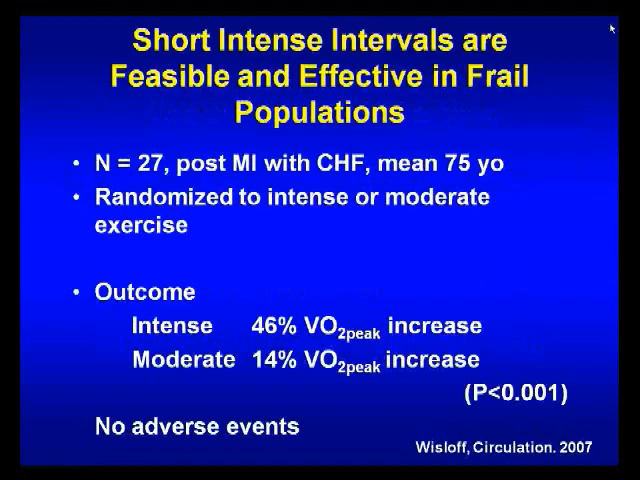 Short Intense Intervals are
Feasible and Effective in Frail
Populations
• N = 27, post MI with CHF, mean 75 yo
• Randomized to intense or moderate
exercise
• Outcome
Intense 46% VO2peak increase
Moderate 14% VO2peak increase
(P<0.001)
No adverse events
Wisloff, Circulation. 2007